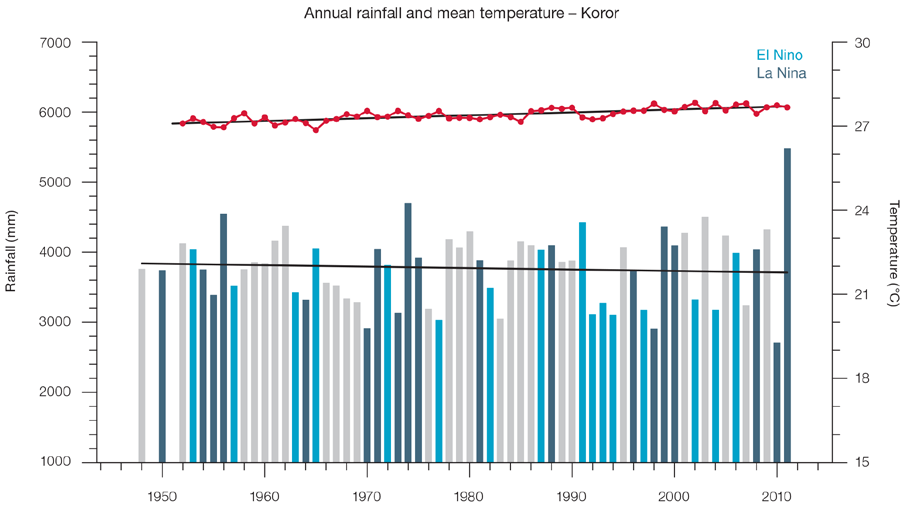 Annual rainfall and mean temperature – Koror
7000
6000
5000
4000
3000
2000
1000
Rainfall (mm)
El Nino
La Nina
30
27
24
21
18
15
Temperature (°C)
1950 1960 1970 1980 1990 2000 2010